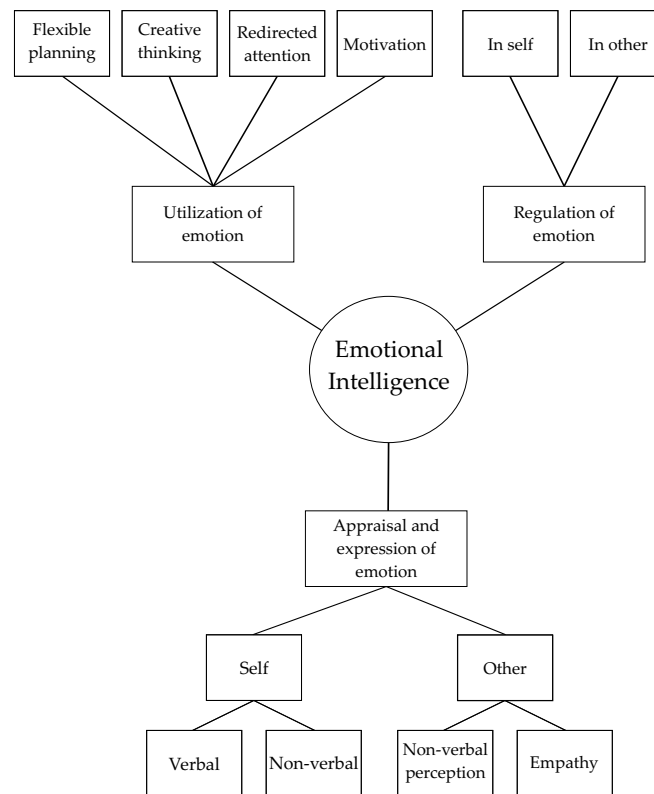 Flexible
planning
Creative
thinking
Redirected
attention
Motivation
In self
In other
Utilization of
emotion
Regulation of
emotion
Emotional
Intelligence
Appraisal and
expression of
emotion
Self
Other
Verbal
Non-verbal
Non-verbal
perception
Empathy